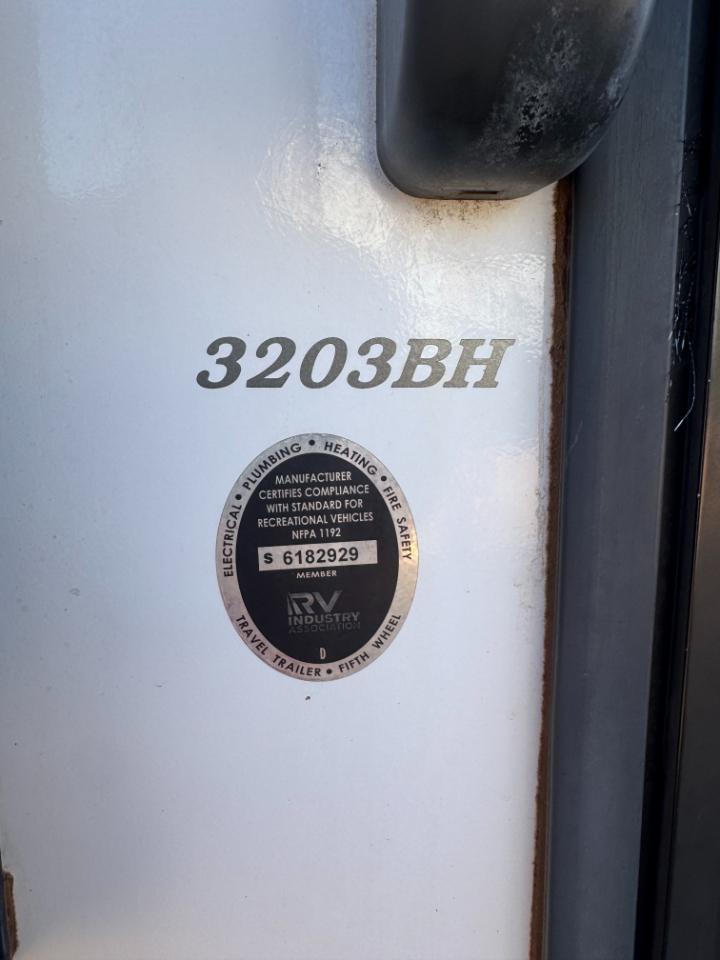 3203BH
ELECTRICAL • PLUMBING • HEATING • FIRE SAFETY
MANUFACTURER
CERTIFIES COMPLIANCE
WITH STANDARD FOR
RECREATIONAL VEHICLES
NFPA 1192
S 6182929
MEMBER
RV
INDUSTRY
ASSOCIATION
D
TRAVEL TRAILER • FIFTH WHEEL